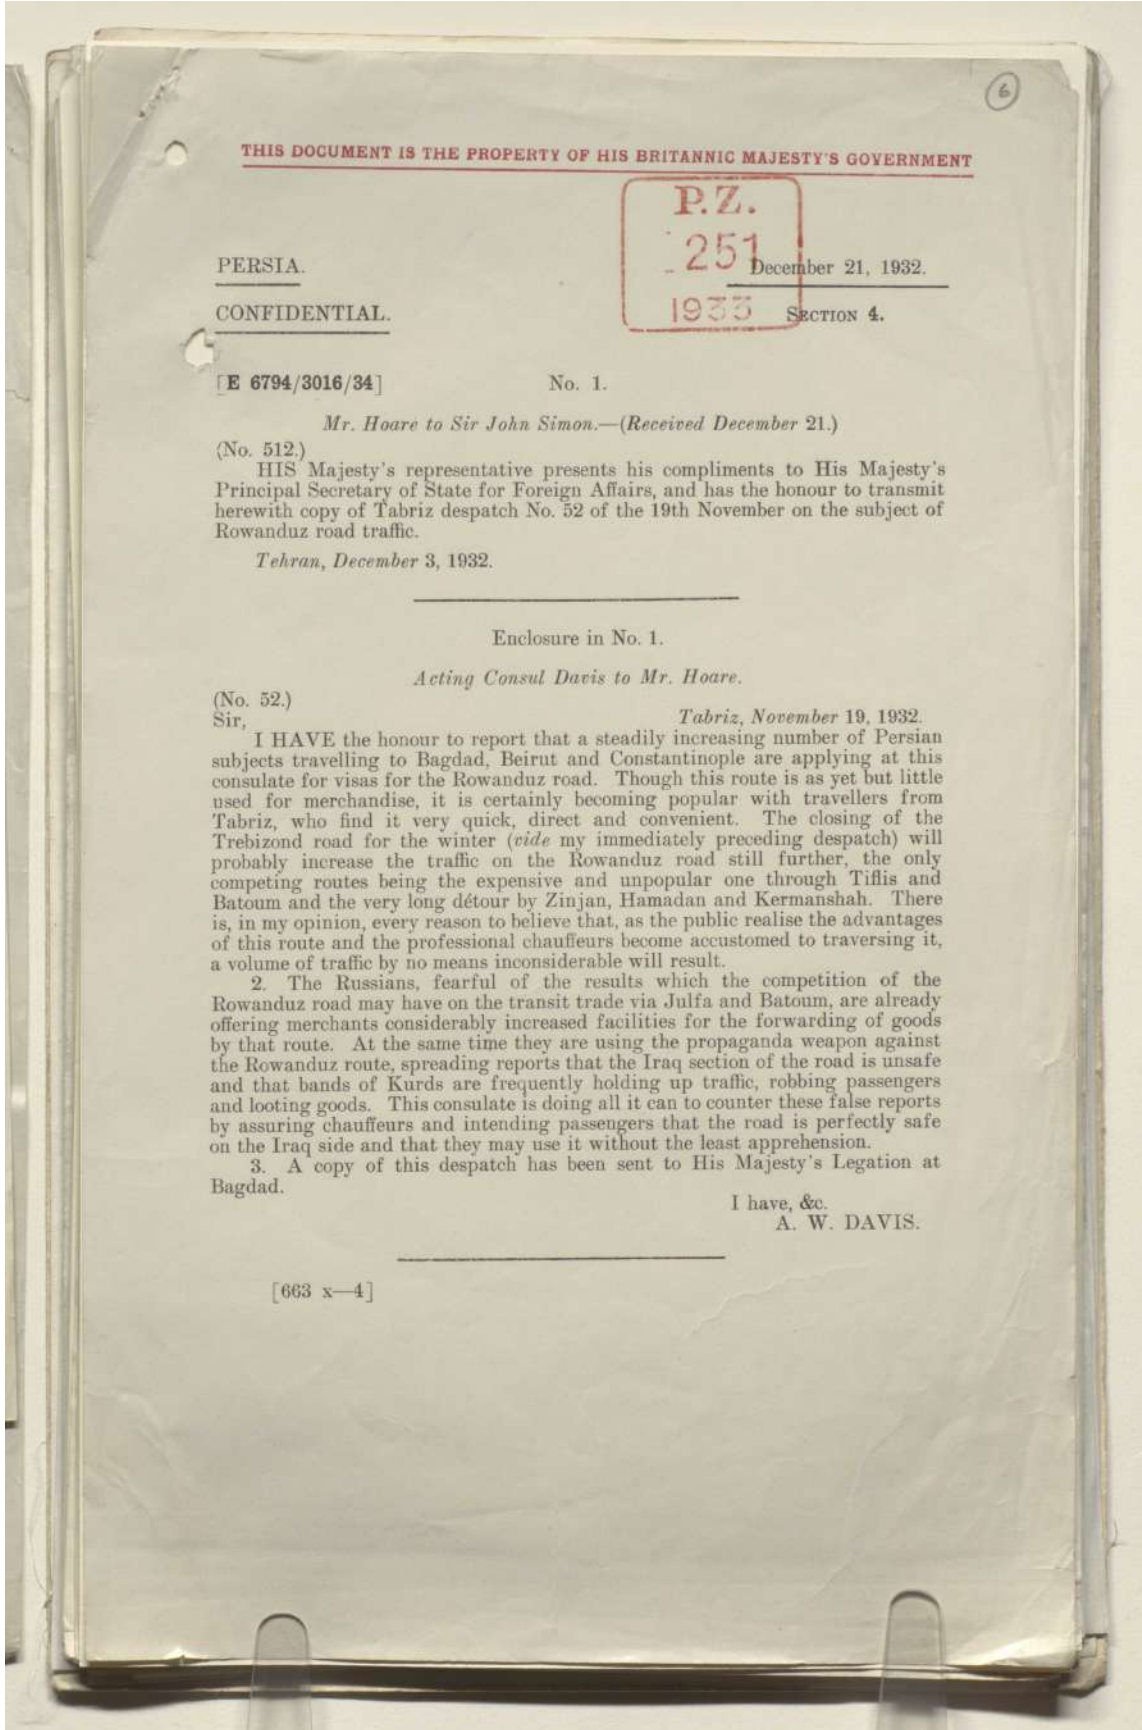 6
THIS DOCUMENT IS THE PROPERTY OF HIS BRITANNIC MAJESTY'S GOVERNMENT
P.Z.
251
1933
PERSIA.
December 21, 1932.
CONFIDENTIAL.
SECTION 4.
[E 6794/3016/34]
No. 1.
Mr. Hoare to Sir John Simon.—(Received December 21.)
(No. 512.)
HIS Majesty's representative presents his compliments to His Majesty's
Principal Secretary of State for Foreign Affairs, and has the honour to transmit
herewith copy of Tabriz despatch No. 52 of the 19th November on the subject of
Rowanduz road traffic.
Tehran, December 3, 1932.
Enclosure in No. 1.
Acting Consul Davis to Mr. Hoare.
(No. 52.)
Sir,
Tabriz, November 19, 1932.
I HAVE the honour to report that a steadily increasing number of Persian
subjects travelling to Bagdad, Beirut and Constantinople are applying at this
consulate for visas for the Rowanduz road. Though this route is as yet but little
used for merchandise, it is certainly becoming popular with travellers from
Tabriz, who find it very quick, direct and convenient. The closing of the
Trebizond road for the winter (vide my immediately preceding despatch) will
probably increase the traffic on the Rowanduz road still further, the only
competing routes being the expensive and unpopular one through Tiflis and
Batoum and the very long détour by Zinjan, Hamadan and Kermanshah. There
is, in my opinion, every reason to believe that, as the public realise the advantages
of this route and the professional chauffeurs become accustomed to traversing it,
a volume of traffic by no means inconsiderable will result.
2. The Russians, fearful of the results which the competition of the
Rowanduz road may have on the transit trade via Julfa and Batoum, are already
offering merchants considerably increased facilities for the forwarding of goods
by that route. At the same time they are using the propaganda weapon against
the Rowanduz route, spreading reports that the Iraq section of the road is unsafe
and that bands of Kurds are frequently holding up traffic, robbing passengers
and looting goods. This consulate is doing all it can to counter these false reports
by assuring chauffeurs and intending passengers that the road is perfectly safe
on the Iraq side and that they may use it without the least apprehension.
3. A copy of this despatch has been sent to His Majesty's Legation at
Bagdad.
I have, &c.
A. W. DAVIS.
[663 x—4]